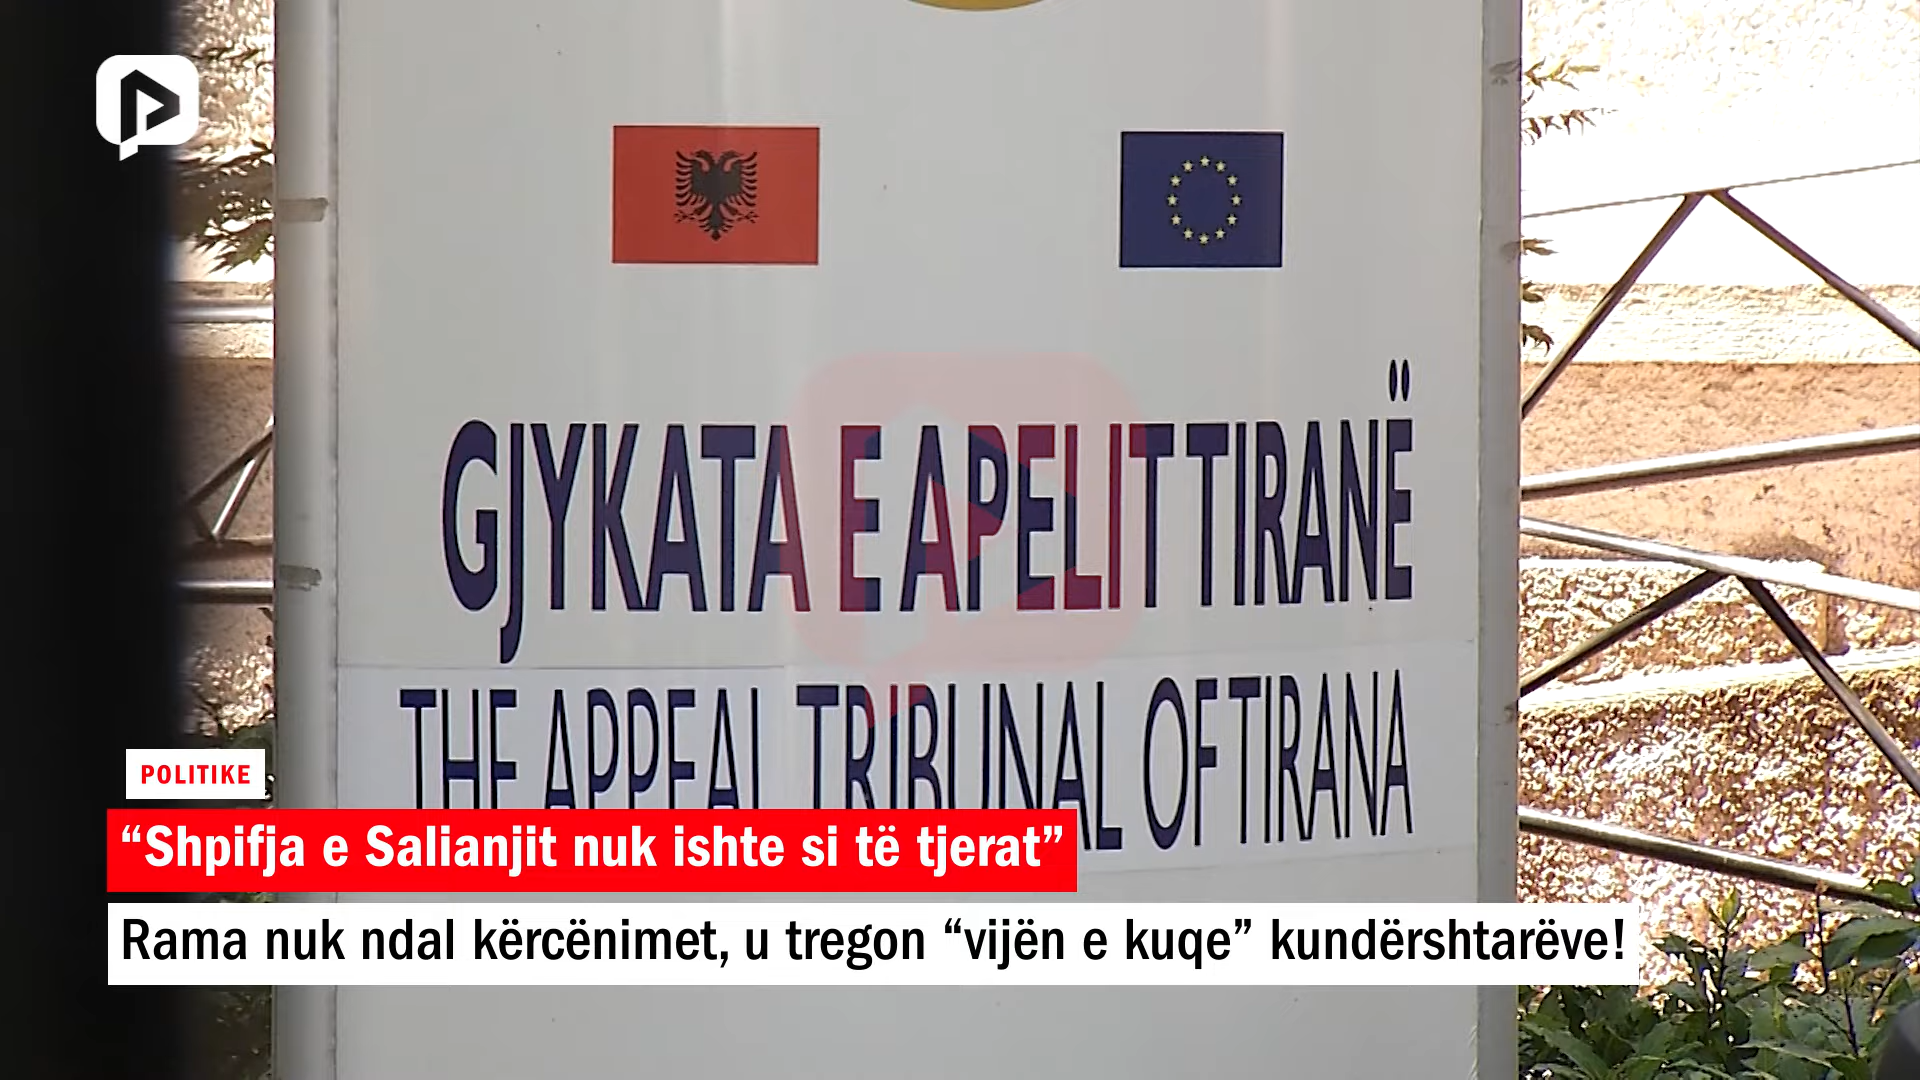 GJYKATA E APELIT TIRANË
THE APPEAL TRIBUNAL OF TIRANA
POLITIKE
“Shpifja e Salianjit nuk ishte si të tjerat”
Rama nuk ndal kërcënimet, u tregon “vijën e kuqe” kundërshtarëve!